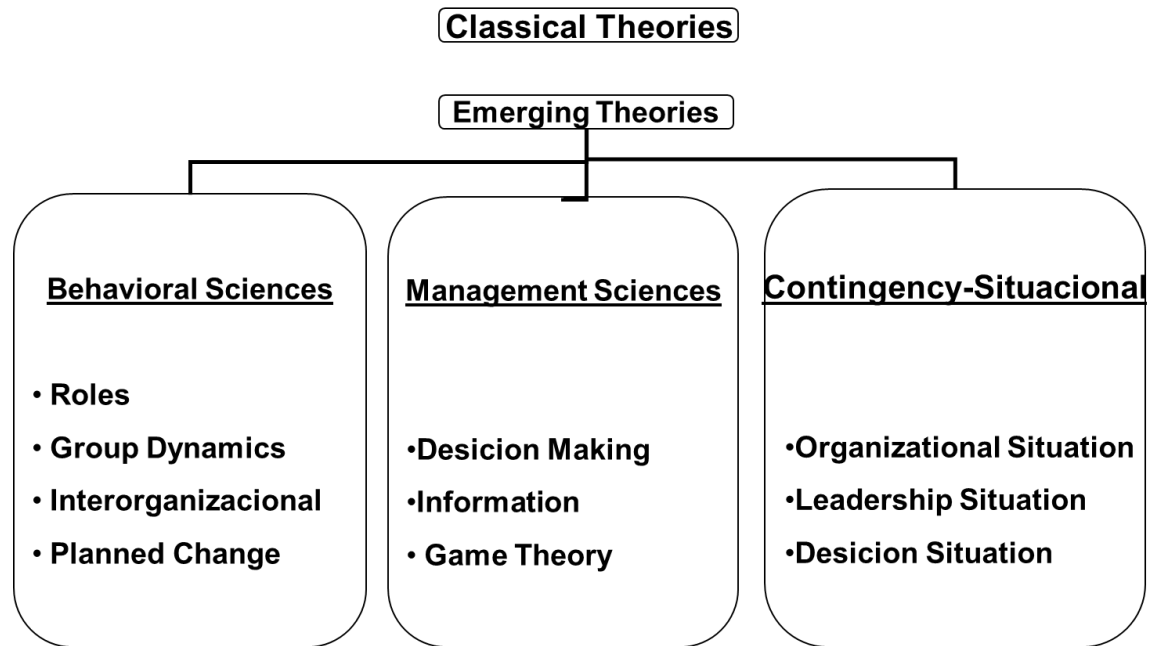 Classical Theories
Emerging Theories
Behavioral Sciences
• Roles
• Group Dynamics
• Interorganizacional
• Planned Change
Management Sciences
•Desicion Making
•Information
• Game Theory
Contingency-Situacional
•Organizational Situation
•Leadership Situation
•Desicion Situation